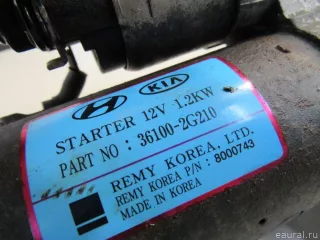 KIA
STARTER 12V 1.2KW
PART NO : 36100-2G210
REMY KOREA, LTD.
REMY KOREA P/N : 8000743
MADE IN KOREA
eaural.ru